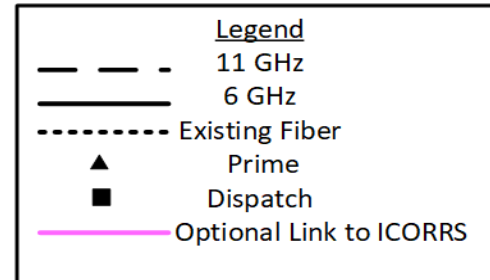 Legend
11 GHz
6 GHz
Existing Fiber
Prime
Dispatch
Optional Link to ICORRS